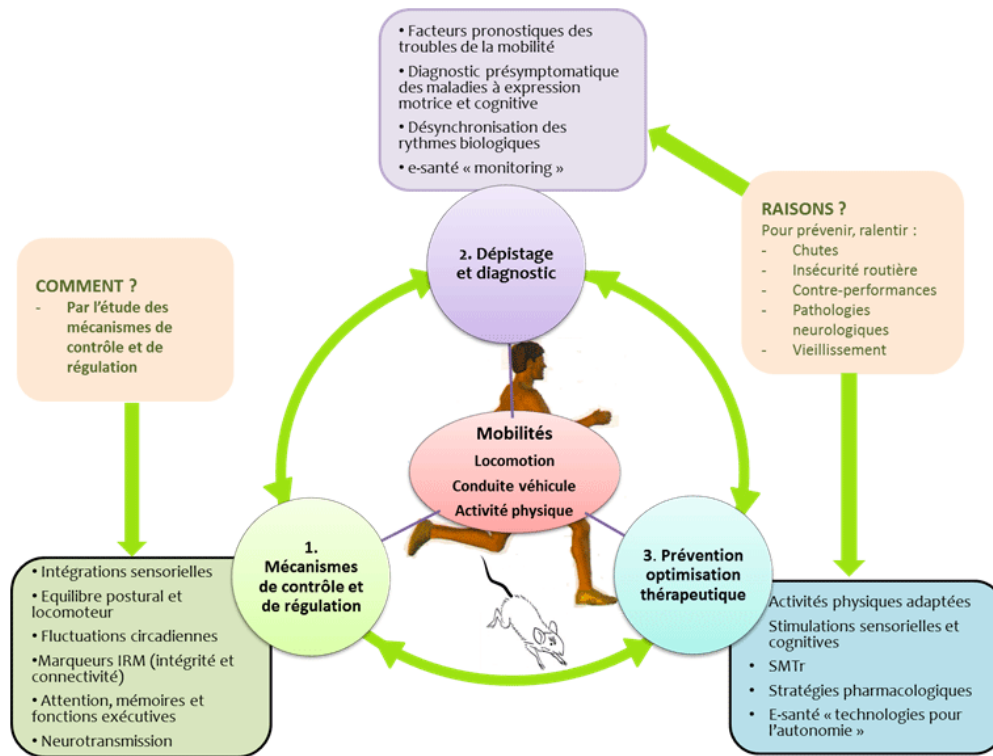 • Facteurs pronostiques des
troubles de la mobilité
• Diagnostic présymptomatique
des maladies à expression
motrice et cognitive
• Désynchronisation des
rythmes biologiques
• e-santé « monitoring »
RAISONS ?
Pour prévenir, ralentir :
- Chutes
- Insécurité routière
- Contre-performances
- Pathologies
neurologiques
- Vieillissement
2. Dépistage
et diagnostic
COMMENT ?
- Par l'étude des
mécanismes de
contrôle et de
régulation
Mobilités
Locomotion
Conduite véhicule
Activité physique
1.
Mécanismes
de contrôle et
de régulation
3. Prévention
optimisation
thérapeutique
• Intégrations sensorielles
• Equilibre postural et
locomoteur
• Fluctuations circadiennes
•Marqueurs IRM (intégrité et
connectivité)
• Attention, mémoires et
fonctions exécutives
• Neurotransmission
Activités physiques adaptées
Stimulations sensorielles et
cognitives
• SMTr
• Stratégies pharmacologiques
• E-santé « technologies pour
l'autonomie »